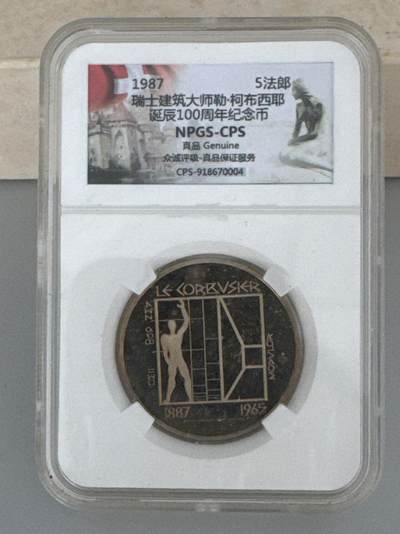 1987 5法郎
瑞士建筑大师勒·柯布西耶
诞辰100周年纪念币
NPGS-CPS
真品 Genuine
众诚评级-真品保证服务
CPS-918670004
LE CORBUSIER
MODULOR
1887 1965